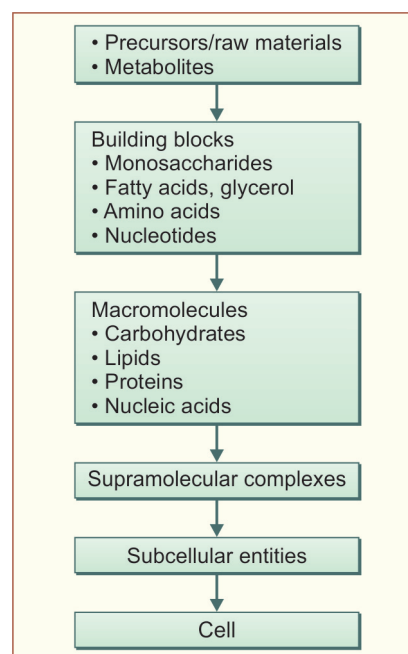 • Precursors/raw materials
• Metabolites
Building blocks
• Monosaccharides
• Fatty acids, glycerol
• Amino acids
• Nucleotides
Macromolecules
• Carbohydrates
• Lipids
• Proteins
• Nucleic acids
Supramolecular complexes
Subcellular entities
Cell